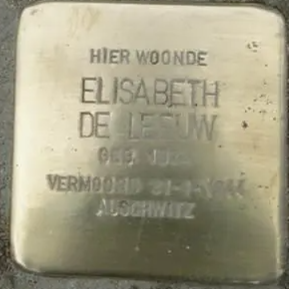 HIER WOONDE
ELISABETH
DE LEEUW
GEB.
VERMOORD
AUSCHWITZ